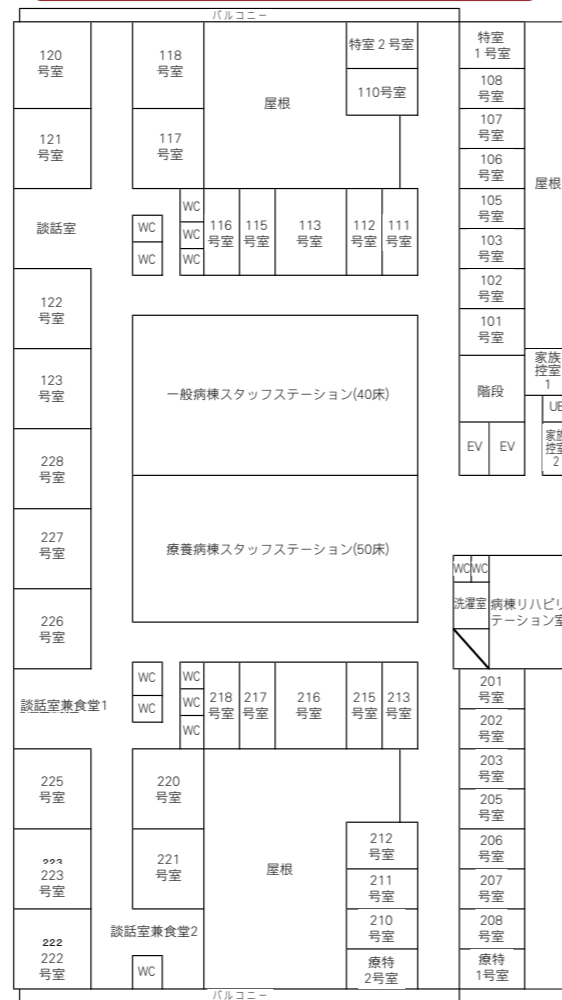 バルコニー
120
号室
118
号室
屋根
特室 2 号室
110号室
特室
1 号室
108
号室
107
号室
106
号室
105
号室
103
号室
102
号室
101
号室
屋根
121
号室
117
号室
談話室
WC
WC
WC
WC
WC
116
号室
115
号室
113
号室
112
号室
111
号室
122
号室
123
号室
一般病棟スタッフステーション(40床)
階段
家族
控室
1
UB
EV
EV
家族
控室
2
228
号室
227
号室
226
号室
療養病棟スタッフステーション(50床)
WC
WC
洗濯室
病棟リハビリ
テーション室
談話室兼食堂1
WC
WC
WC
WC
WC
218
号室
217
号室
216
号室
215
号室
213
号室
201
号室
202
号室
203
号室
205
号室
206
号室
207
号室
208
号室
療特
1号室
225
号室
220
号室
屋根
223
223
号室
221
号室
212
号室
211
号室
210
号室
療特
2号室
談話室兼食堂2
222
222
号室
WC
バルコニー